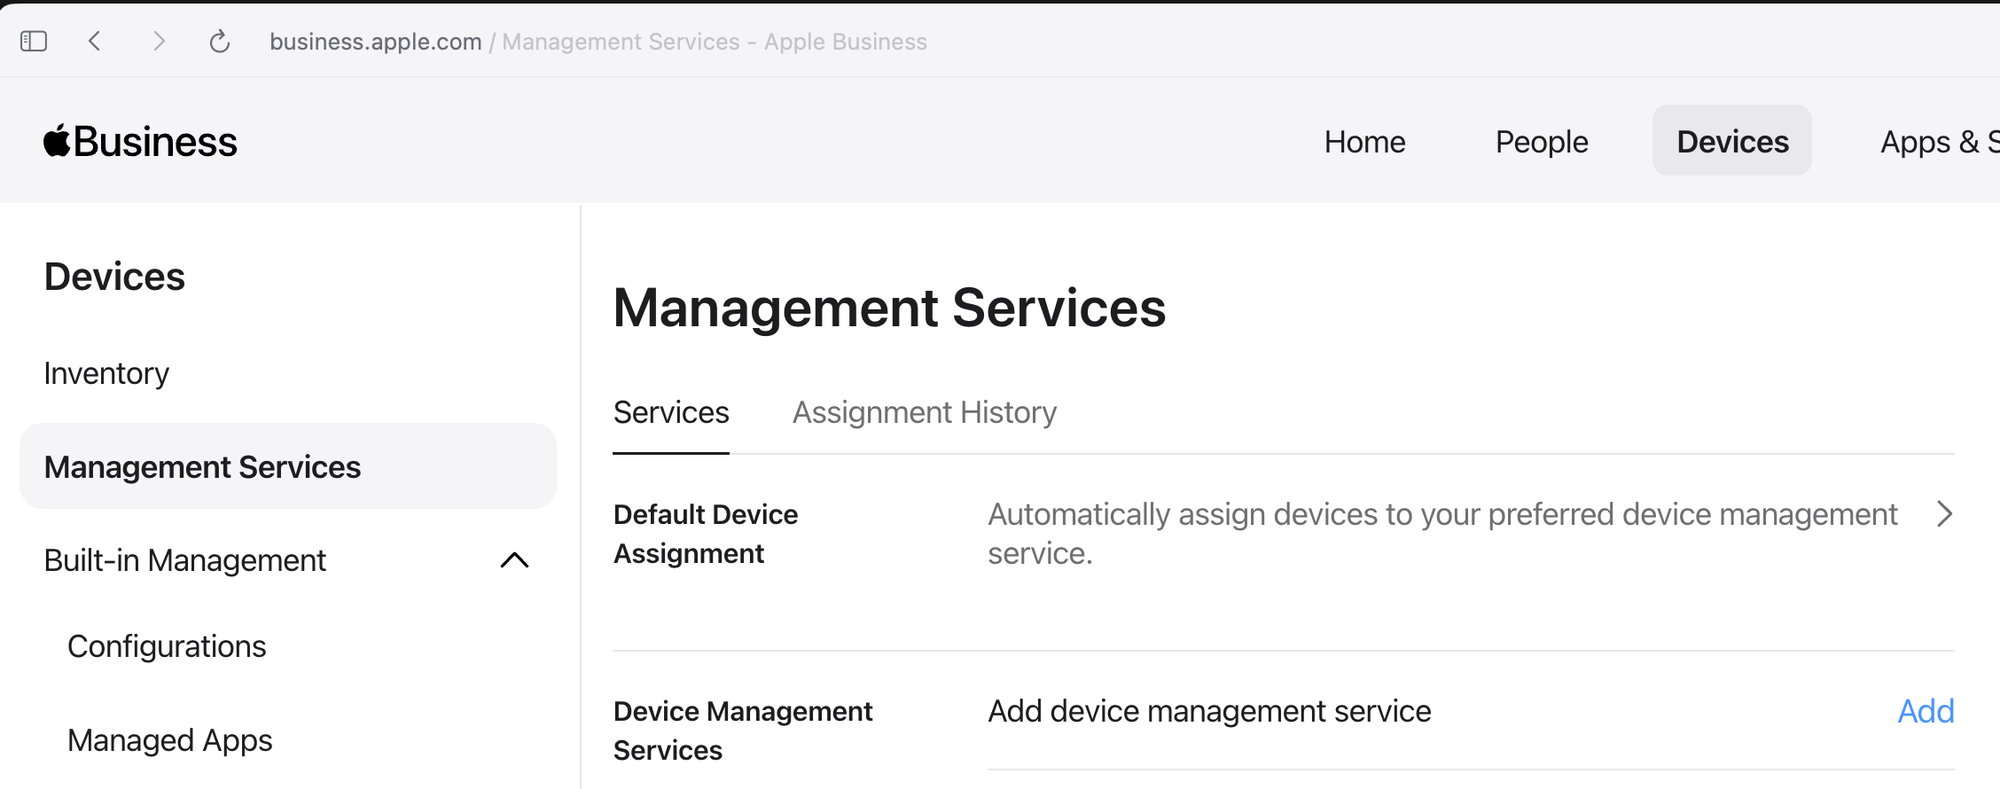 business.apple.com / Management Services - Apple Business
Business
Home
People
Devices
Apps & S
Devices
Inventory
Management Services
Built-in Management
Configurations
Managed Apps
Management Services
Services
Assignment History
Default Device
Assignment
Automatically assign devices to your preferred device management
service.
Device Management
Services
Add device management service
Add